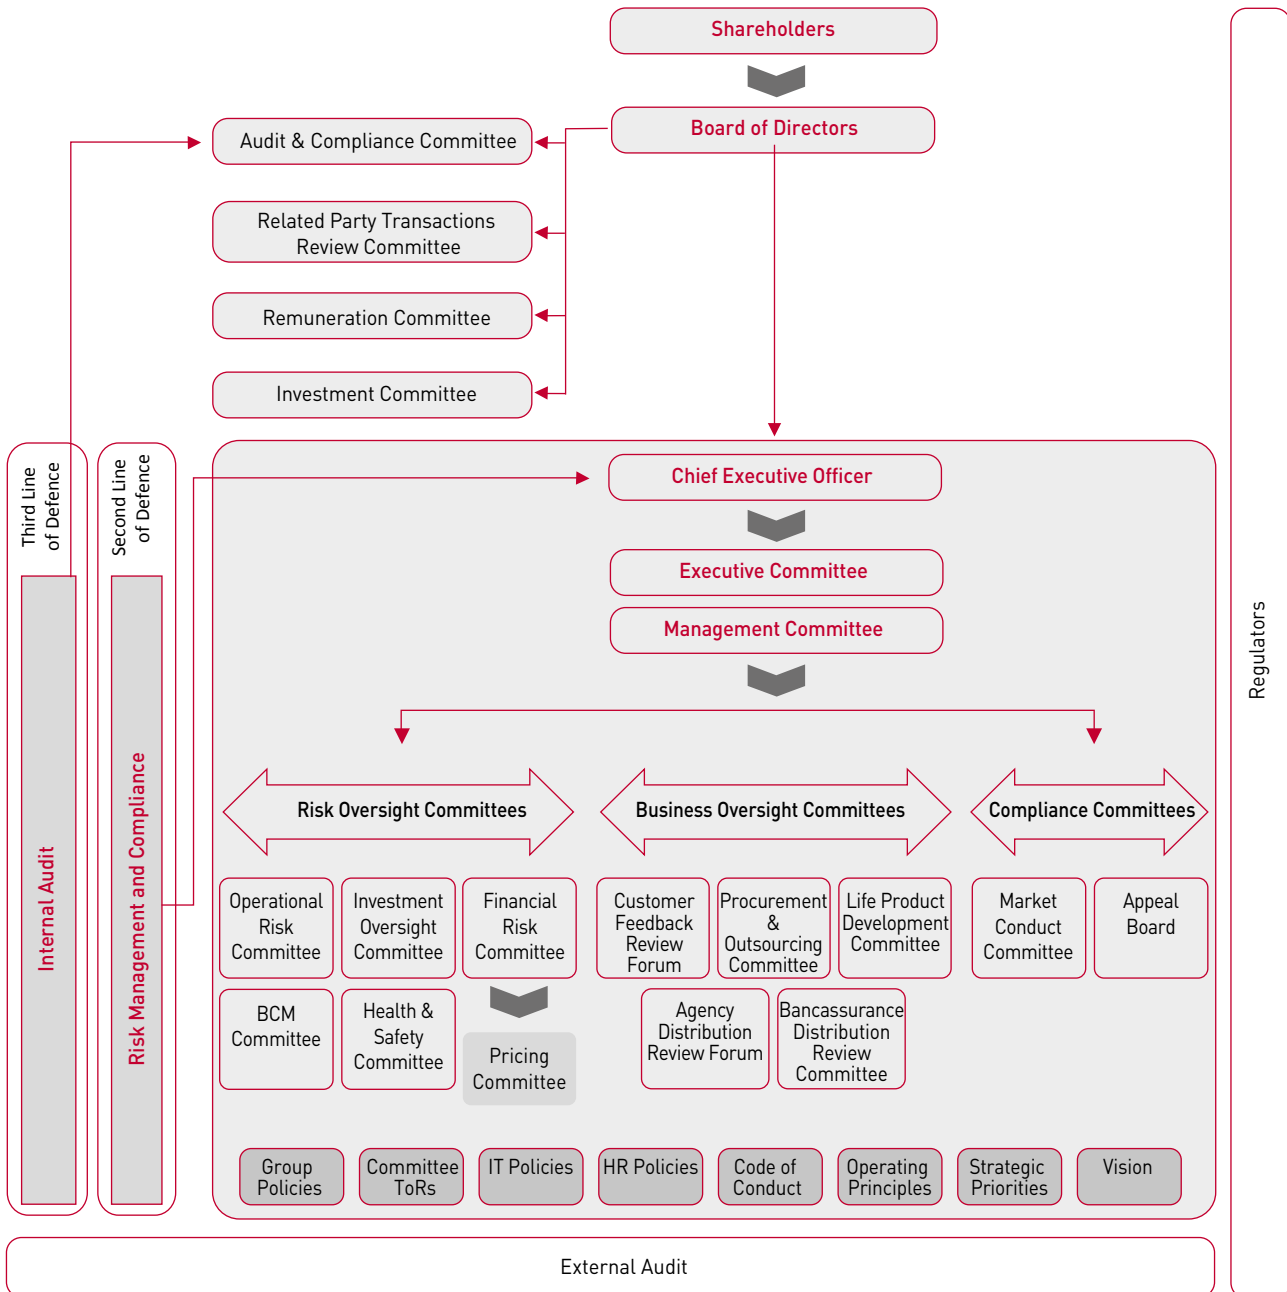 Shareholders
Board of Directors
Audit & Compliance Committee
Related Party Transactions
Review Committee
Remuneration Committee
Investment Committee
Third Line
of Defence
Second Line
of Defence
Internal Audit
Risk Management and Compliance
Chief Executive Officer
Executive Committee
Management Committee
Risk Oversight Committees
Business Oversight Committees
Compliance Committees
Operational
Risk
Committee
Investment
Oversight
Committee
Financial
Risk
Committee
Customer
Feedback
Review
Forum
Procurement
&
Outsourcing
Committee
Life Product
Development
Committee
Market
Conduct
Committee
Appeal
Board
BCM
Committee
Health &
Safety
Committee
Pricing
Committee
Agency
Distribution
Review Forum
Bancassurance
Distribution
Review
Committee
Group
Policies
Committee
ToRs
IT Policies
HR Policies
Code of
Conduct
Operating
Principles
Strategic
Priorities
Vision
External Audit
Regulators